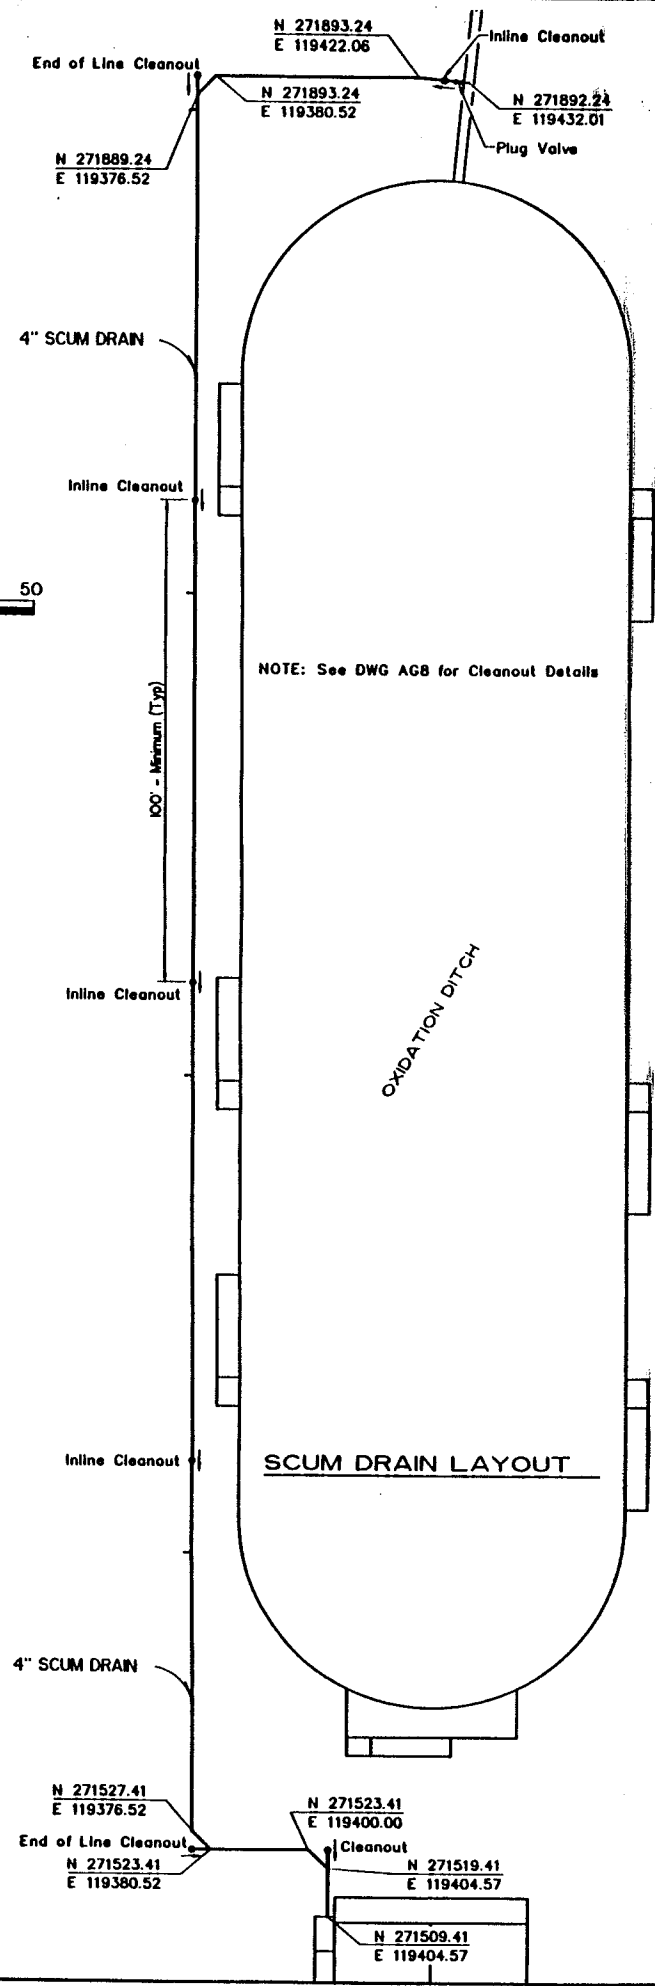 N 271893.24
E 119422.06
Inline Cleanout
End of Line Cleanout
N 271893.24
E 119380.52
N 271892.24
E 119432.01
Plug Valve
N 271889.24
E 119376.52
4" SCUM DRAIN
Inline Cleanout
50
NOTE: See DWG AG8 for Cleanout Details
100' - Minimum (Typ)
OXIDATION DITCH
Inline Cleanout
Inline Cleanout
SCUM DRAIN LAYOUT
4" SCUM DRAIN
N 271527.41
E 119376.52
N 271523.41
E 119400.00
End of Line Cleanout
Cleanout
N 271523.41
E 119380.52
N 271519.41
E 119404.57
N 271509.41
E 119404.57